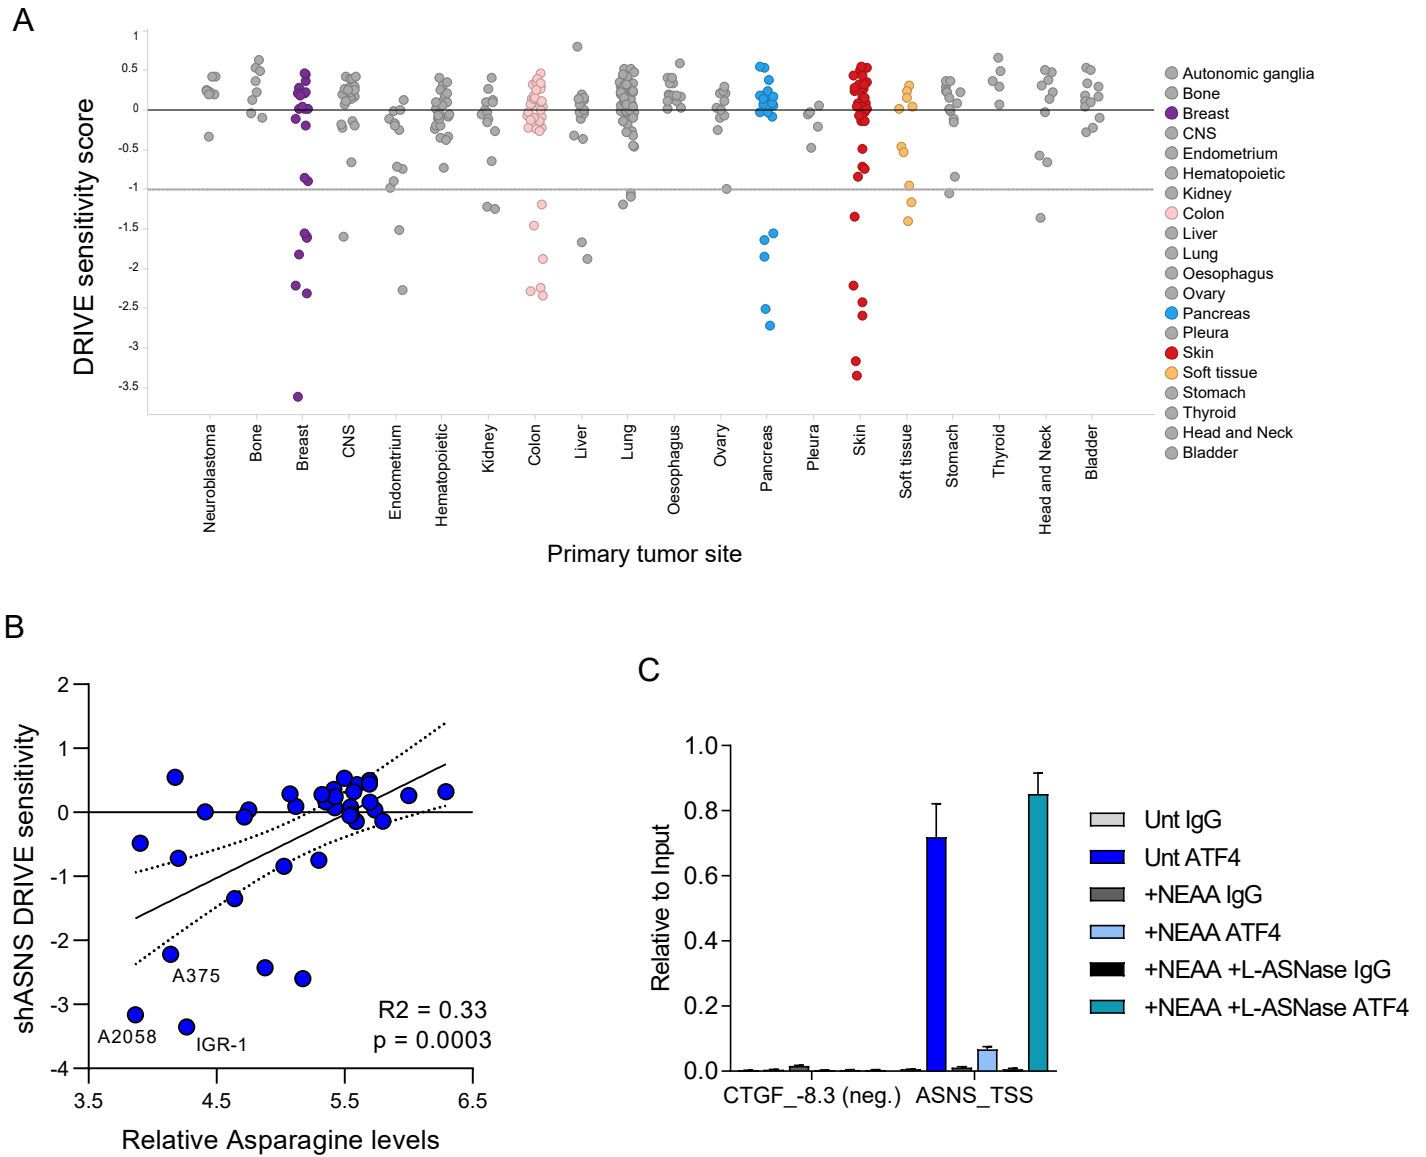 A
DRIVE sensitivity score
1
0.5
0
-0.5
-1
-1.5
-2
-2.5
-3
-3.5
Neuroblastoma
Bone
Breast
CNS
Endometrium
Hematopoietic
Kidney
Colon
Liver
Lung
Oesophagus
Ovary
Pancreas
Pleura
Skin
Soft tissue
Stomach
Thyroid
Head and Neck
Bladder
Primary tumor site
Autonomic ganglia
Bone
Breast
CNS
Endometrium
Hematopoietic
Kidney
Colon
Liver
Lung
Oesophagus
Ovary
Pancreas
Pleura
Skin
Soft tissue
Stomach
Thyroid
Head and Neck
Bladder
B
shASNS DRIVE sensitivity
2
1
0
-1
-2
-3
-4
A375
A2058
IGR-1
R2 = 0.33
p = 0.0003
3.5 4.5 5.5 6.5
Relative Asparagine levels
C
Relative to Input
1.0
0.8
0.6
0.4
0.2
0.0
CTGF_-8.3 (neg.) ASNS_TSS
Unt IgG
Unt ATF4
+NEAA IgG
+NEAA ATF4
+NEAA +L-ASNase IgG
+NEAA +L-ASNase ATF4